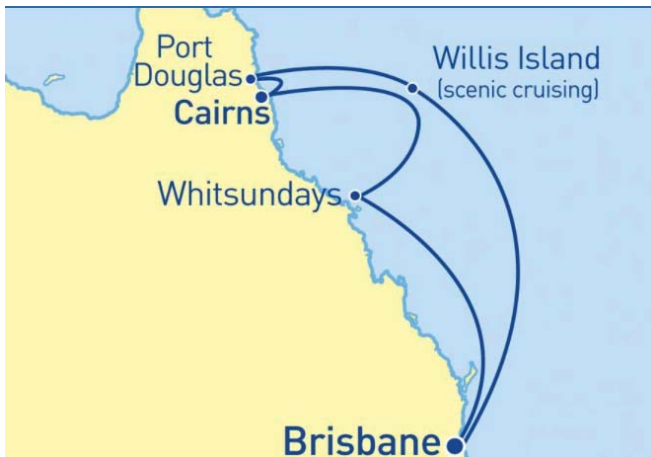 Port
Douglas
Cairns
Willis Island
(scenic cruising)
Whitsundays
Brisbane